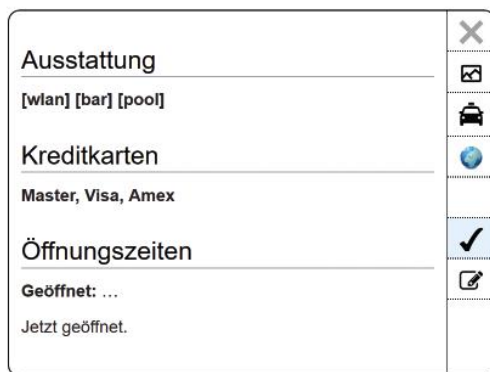 Ausstattung
[wlan] [bar] [pool]
Kreditkarten
Master, Visa, Amex
Öffnungszeiten
Geöffnet: …
Jetzt geöffnet.